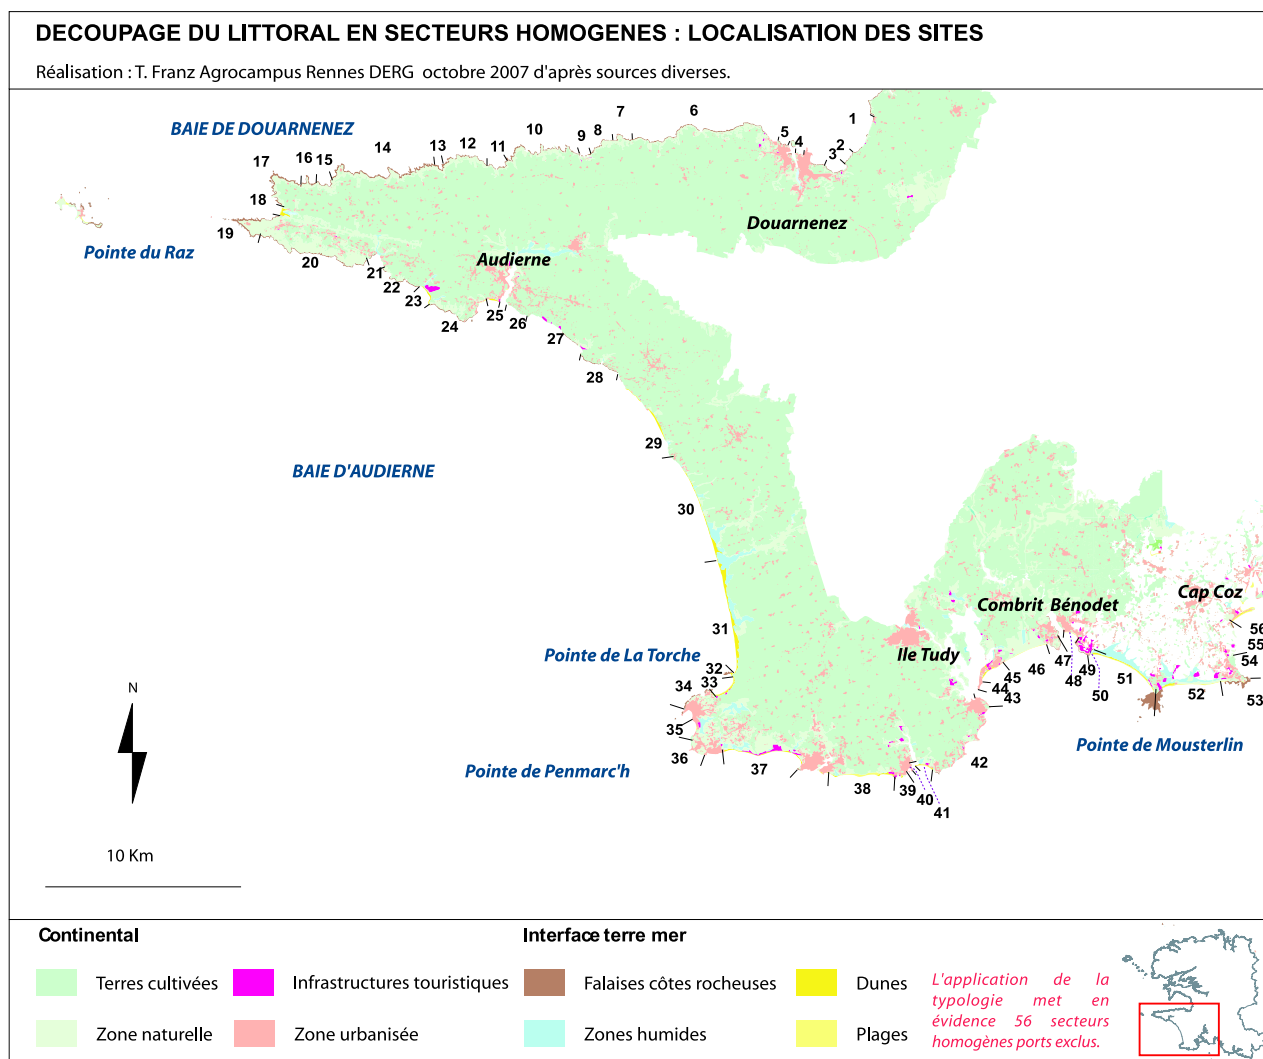 DECOUPAGE DU LITTORAL EN SECTEURS HOMOGENES : LOCALISATION DES SITES
Réalisation : T. Franz Agrocampus Rennes DERG octobre 2007 d'après sources diverses.
BAIE DE DOUARNENEZ
1
2
3
4
5
6
7
8
9
10
11
12
13
14
15
16
17
18
19
Pointe du Raz
Douarnenez
Audierne
20
21
22
23
24
25
26
27
28
29
BAIE D'AUDIERNE
30
31
Pointe de La Torche
32
33
34
35
36
Pointe de Penmarc'h
37
38
39
40
41
42
43
44
45
Ile Tudy
Combrit
Bénodet
Cap Coz
46
47
48
49
50
51
52
53
54
55
56
Pointe de Mousterlin
N
10 Km
Continental
Terres cultivées
Infrastructures touristiques
Zone naturelle
Zone urbanisée
Interface terre mer
Falaises côtes rocheuses
Dunes
Zones humides
Plages
L'application de la
typologie met en
évidence 56 secteurs
homogènes ports exclus.